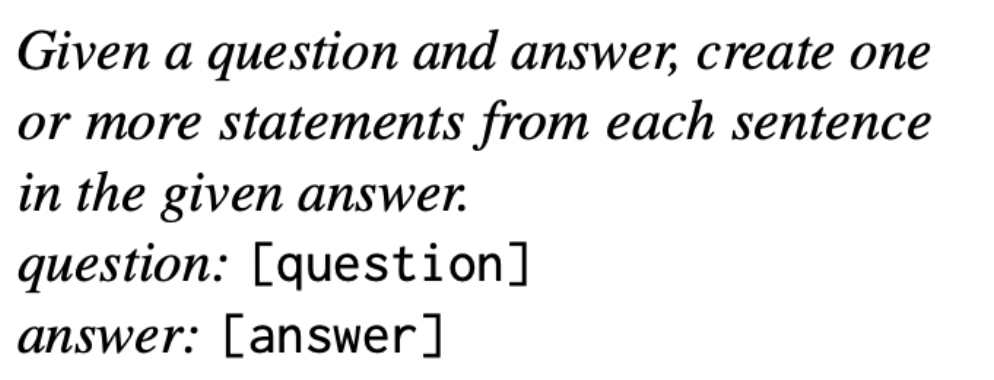 Given a question and answer, create one
or more statements from each sentence
in the given answer.
question: [question]
answer: [answer]